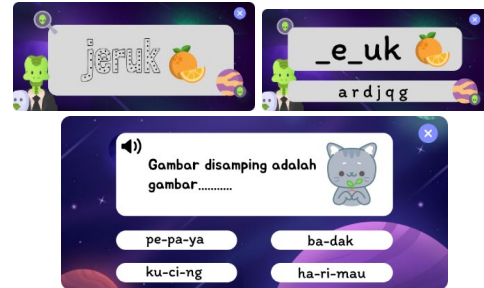 jeruk
_e_uk
a r d j q g
Gambar disamping adalah
gambar...........
pe-pa-ya
ba-dak
ku-ci-ng
ha-ri-mau